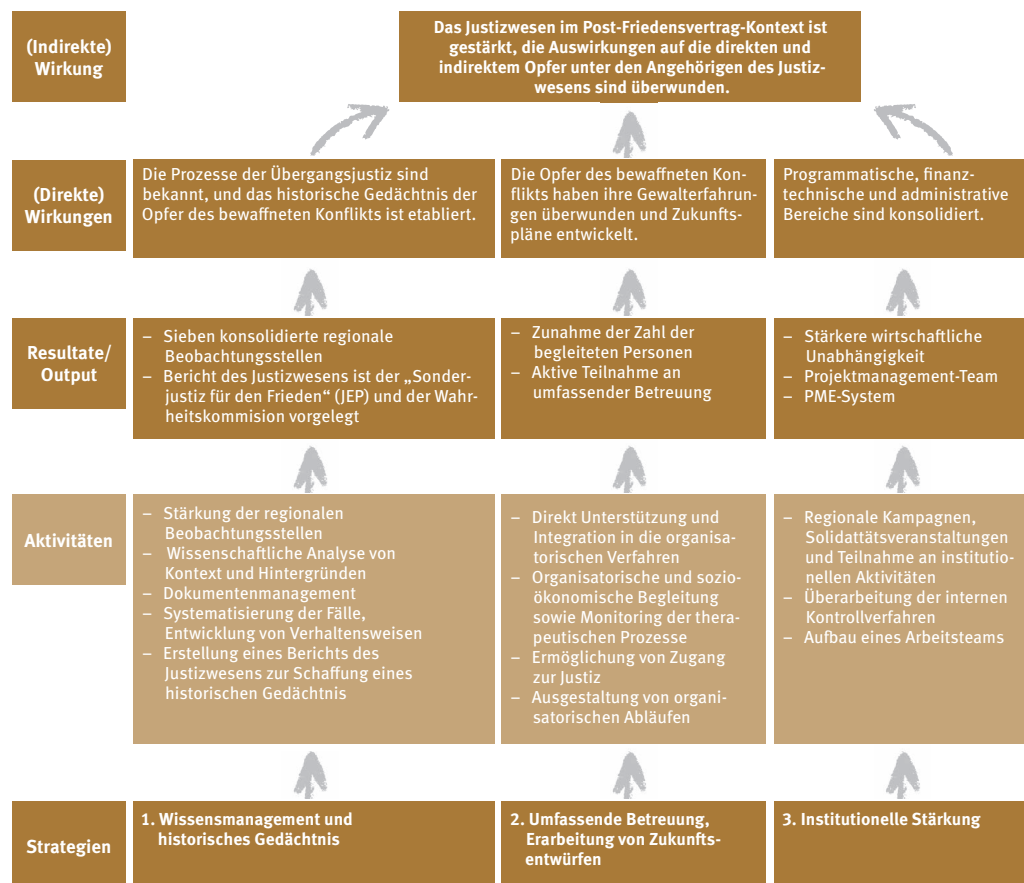 (Indirekte)
Wirkung
Das Justizwesen im Post-Friedensvertrag-Kontext ist
gestärkt, die Auswirkungen auf die direkten und
indirektem Opfer unter den Angehörigen des Justiz-
wesens sind überwunden.
(Direkte)
Wirkungen
Die Prozesse der Übergangsjustiz sind
bekannt, und das historische Gedächtnis der
Opfer des bewaffneten Konflikts ist etabliert.
Die Opfer des bewaffneten Kon-
flikts haben ihre Gewalterfahrun-
gen überwunden und Zukunfts-
pläne entwickelt.
Programmatische, finanz-
technische und administrative
Bereiche sind konsolidiert.
Resultate/
Output
– Sieben konsolidierte regionale
Beobachtungsstellen
– Bericht des Justizwesens ist der „Sonder-
justiz für den Frieden“ (JEP) und der Wahr-
heitskommision vorgelegt
– Zunahme der Zahl der
begleiteten Personen
– Aktive Teilnahme an
umfassender Betreuung
– Stärkere wirtschaftliche
Unabhängigkeit
– Projektmanagement-Team
– PME-System
Aktivitäten
– Stärkung der regionalen
Beobachtungsstellen
– Wissenschaftliche Analyse von
Kontext und Hintergründen
– Dokumentenmanagement
– Systematisierung der Fälle,
Entwicklung von Verhaltensweisen
– Erstellung eines Berichts des
Justizwesens zur Schaffung eines
historischen Gedächtnis
– Direkt Unterstützung und
Integration in die organisa-
torischen Verfahren
– Organisatorische und sozio-
ökonomische Begleitung
sowie Monitoring der thera-
peutischen Prozesse
– Ermöglichung von Zugang
zur Justiz
– Ausgestaltung von organi-
satorischen Abläufen
– Regionale Kampagnen,
Solidattätsveranstaltungen
und Teilnahme an institutio-
nellen Aktivitäten
– Überarbeitung der internen
Kontrollverfahren
– Aufbau eines Arbeitsteams
Strategien
1. Wissensmanagement und
historisches Gedächtnis
2. Umfassende Betreuung,
Erarbeitung von Zukunfts-
entwürfen
3. Institutionelle Stärkung